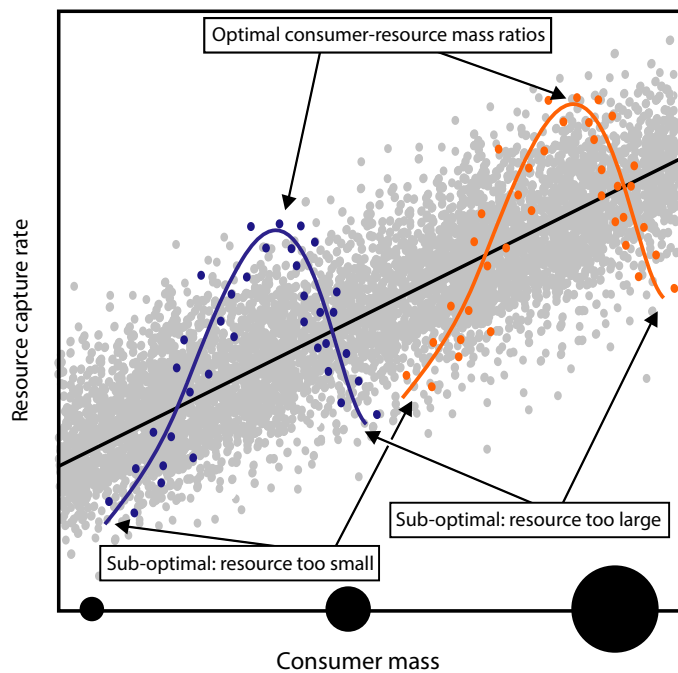 Optimal consumer-resource mass ratios
Resource capture rate
Sub-optimal: resource too large
Sub-optimal: resource too small
Consumer mass